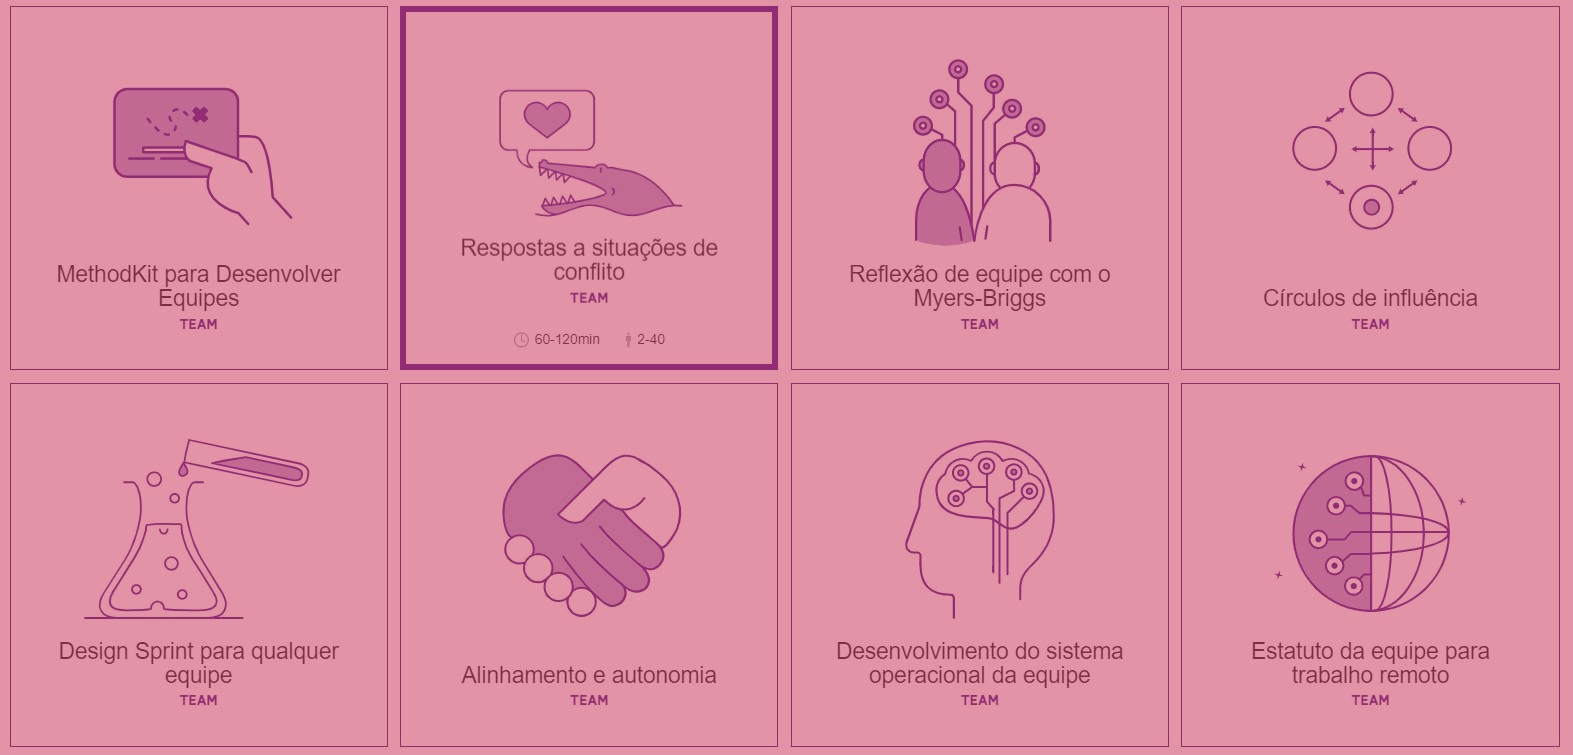 MethodKit para Desenvolver
Equipes
TEAM
Respostas a situações de
conflito
TEAM
60-120min 2-40
Reflexão de equipe com o
Myers-Briggs
TEAM
Círculos de influência
TEAM
Design Sprint para qualquer
equipe
TEAM
Alinhamento e autonomia
TEAM
Desenvolvimento do sistema
operacional da equipe
TEAM
Estatuto da equipe para
trabalho remoto
TEAM